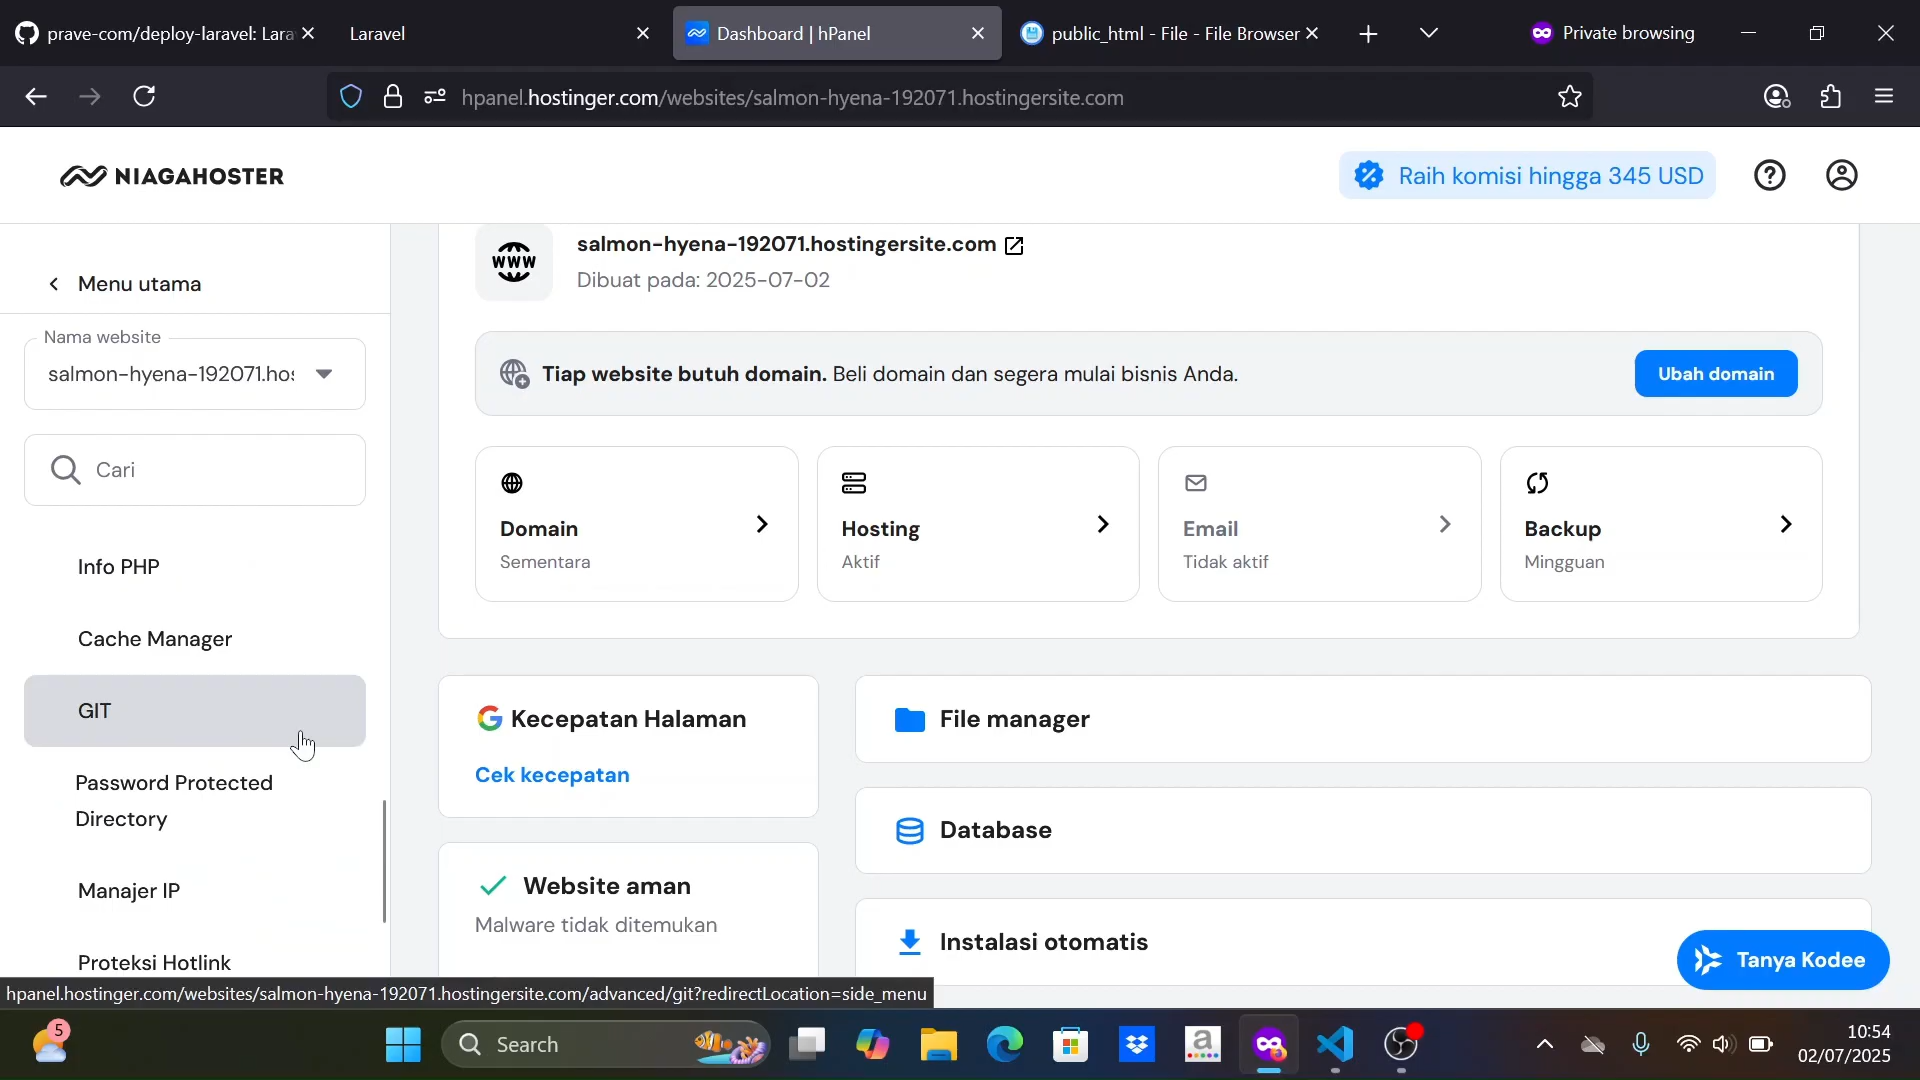 prave-com/deploy-laravel: Lara
Laravel
Dashboard | hPanel
public_html - File - File Browser
Private browsing
hpanel.hostinger.com/websites/salmon-hyena-192071.hostingersite.com
NIAGAHOSTER
Raih komisi hingga 345 USD
Menu utama
Nama website
salmon-hyena-192071.hos
Cari
Info PHP
Cache Manager
GIT
Password Protected
Directory
Manajer IP
Proteksi Hotlink
www
salmon-hyena-192071.hostingersite.com
Dibuat pada: 2025-07-02
Tiap website butuh domain. Beli domain dan segera mulai bisnis Anda.
Ubah domain
Domain
Sementara
Hosting
Aktif
Email
Tidak aktif
Backup
Mingguan
Kecepatan Halaman
Cek kecepatan
Website aman
Malware tidak ditemukan
File manager
Database
Instalasi otomatis
Tanya Kodee
hpanel.hostinger.com/websites/salmon-hyena-192071.hostingersite.com/advanced/git?redirectLocation=side_menu
5
Search
a
10:54
02/07/2025